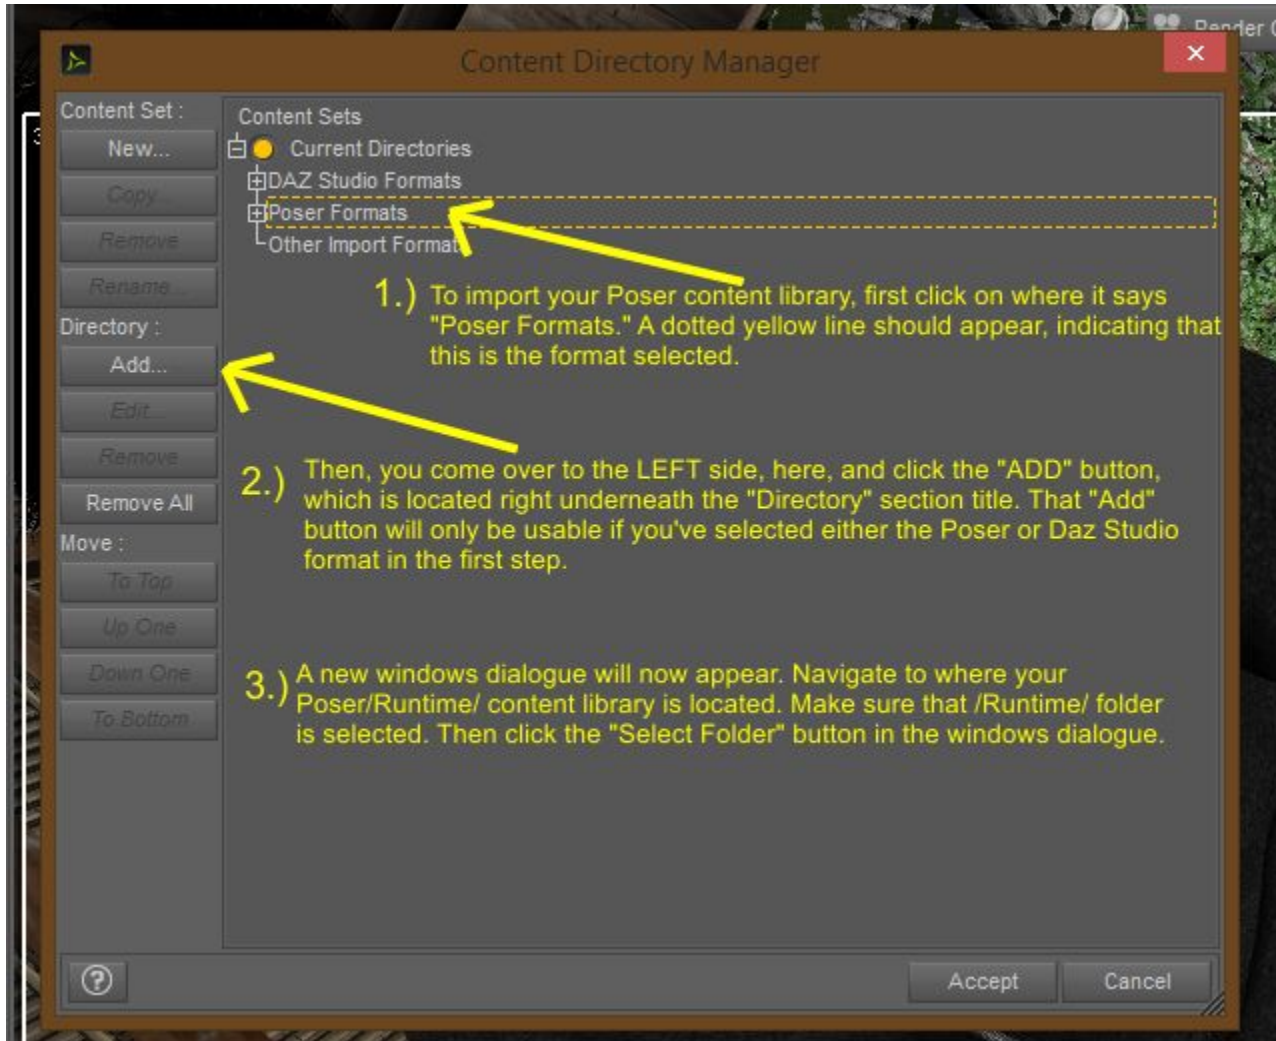 Render
Content Directory Manager
Content Set :
New...
Copy...
Remove
Rename...
Directory :
Add...
Edit...
Remove
Remove All
Move :
To Top
Up One
Down One
To Bottom
Content Sets
Current Directories
DAZ Studio Formats
Poser Formats
Other Import Format
1.) To import your Poser content library, first click on where it says
"Poser Formats." A dotted yellow line should appear, indicating that
this is the format selected.
2.) Then, you come over to the LEFT side, here, and click the "ADD" button,
which is located right underneath the "Directory" section title. That "Add"
button will only be usable if you've selected either the Poser or Daz Studio
format in the first step.
3.) A new windows dialogue will now appear. Navigate to where your
Poser/Runtime/ content library is located. Make sure that /Runtime/ folder
is selected. Then click the "Select Folder" button in the windows dialogue.
?
Accept
Cancel